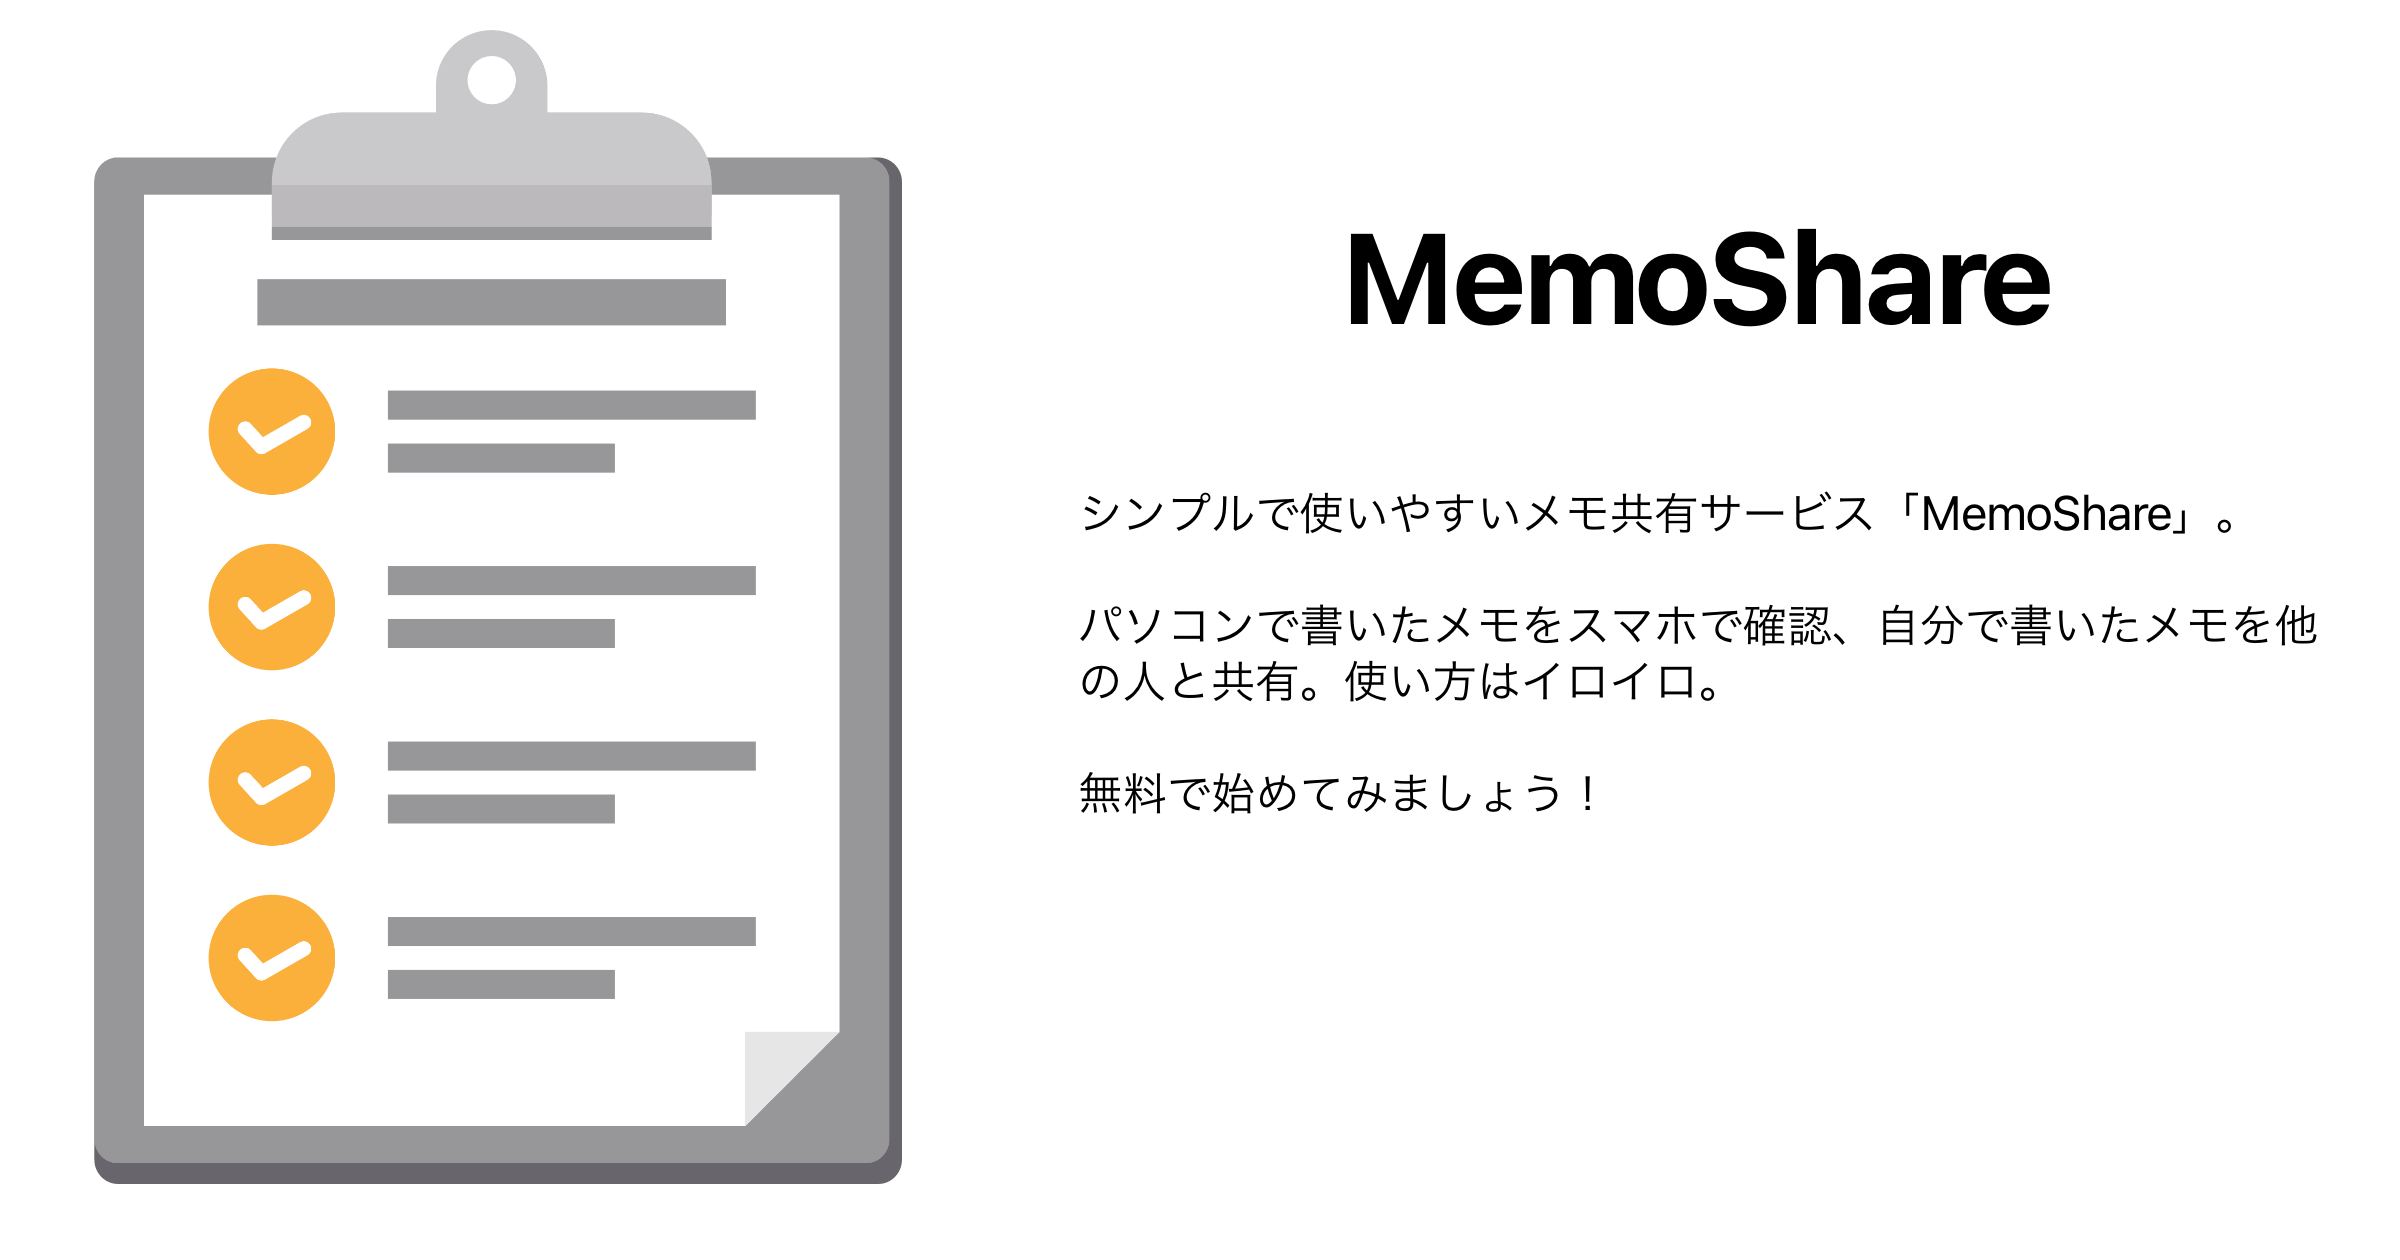 MemoShare
シンプルで使いやすいメモ共有サービス「MemoShare」。
パソコンで書いたメモをスマホで確認、自分で書いたメモを他
の人と共有。使い方はイロイロ。
無料で始めてみましょう！